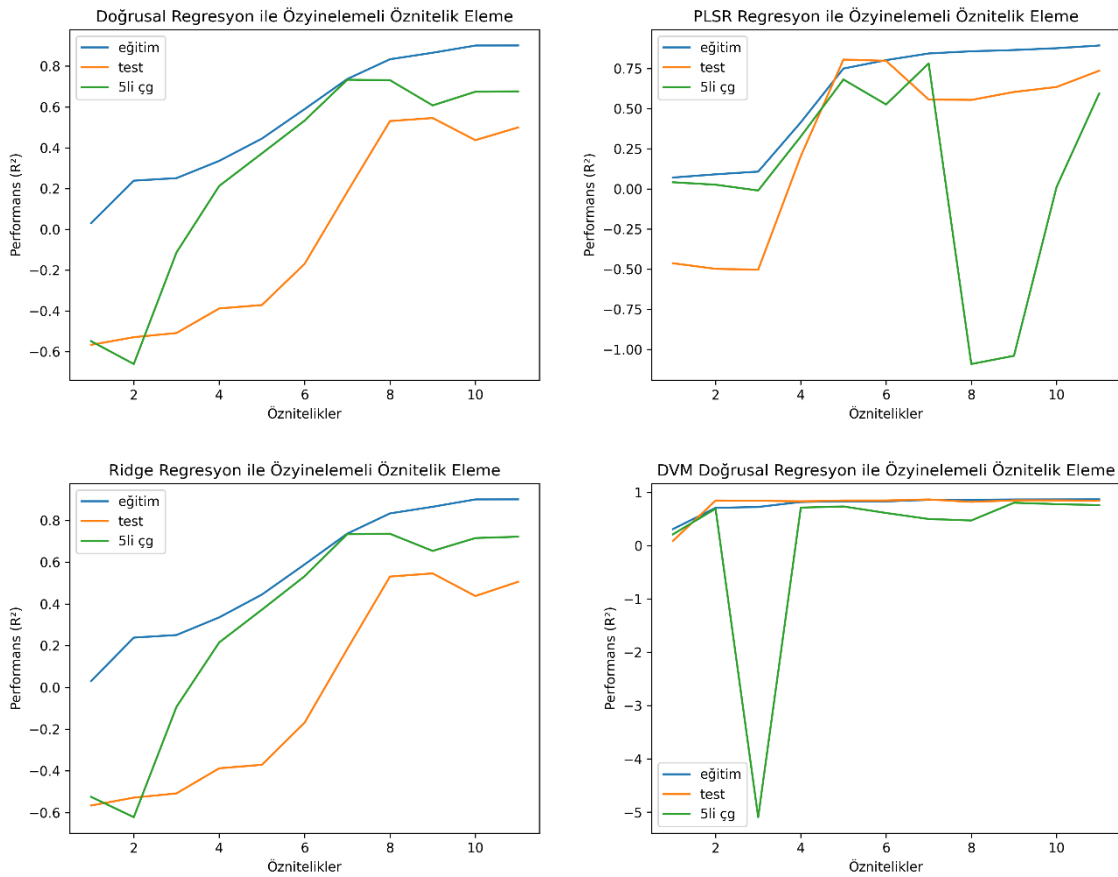 Doğrusal Regresyon ile Özyinelemeli Öznitelik Eleme
eğitim
test
5li çg
0.8
0.6
0.4
0.2
0.0
−0.2
−0.4
−0.6
Performans (R²)
2
4
6
8
10
Öznitelikler
PLSR Regresyon ile Özyinelemeli Öznitelik Eleme
eğitim
test
5li çg
0.75
0.50
0.25
0.00
−0.25
−0.50
−0.75
−1.00
Performans (R²)
2
4
6
8
10
Öznitelikler
Ridge Regresyon ile Özyinelemeli Öznitelik Eleme
eğitim
test
5li çg
0.8
0.6
0.4
0.2
0.0
−0.2
−0.4
−0.6
Performans (R²)
2
4
6
8
10
Öznitelikler
DVM Doğrusal Regresyon ile Özyinelemeli Öznitelik Eleme
1
0
−1
−2
−3
−4
−5
Performans (R²)
eğitim
test
5li çg
2
4
6
8
10
Öznitelikler